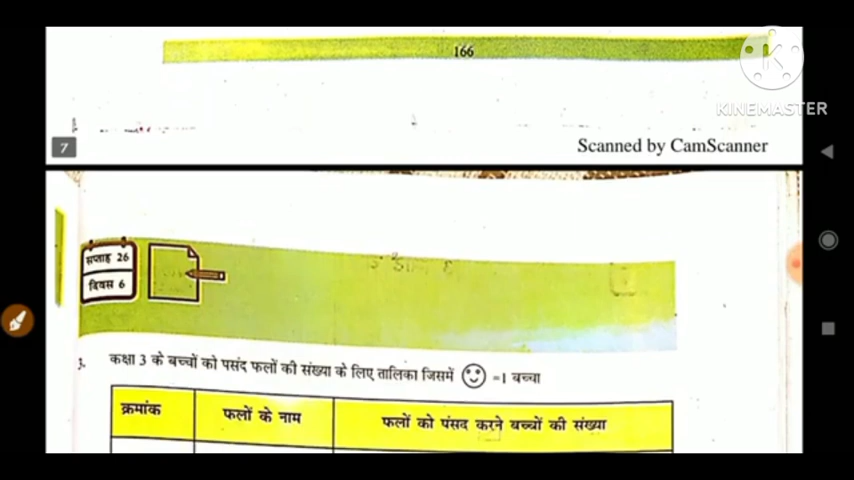 166
KINEMASTER
7
Scanned by CamScanner
सप्ताह 26
दिवस 6
3. कक्षा 3 के बच्चों को पसंद फलों की संख्या के लिए तालिका जिसमें =1 बच्चा
क्रमांक फलों के नाम फलों को पंसद करने बच्चों की संख्या